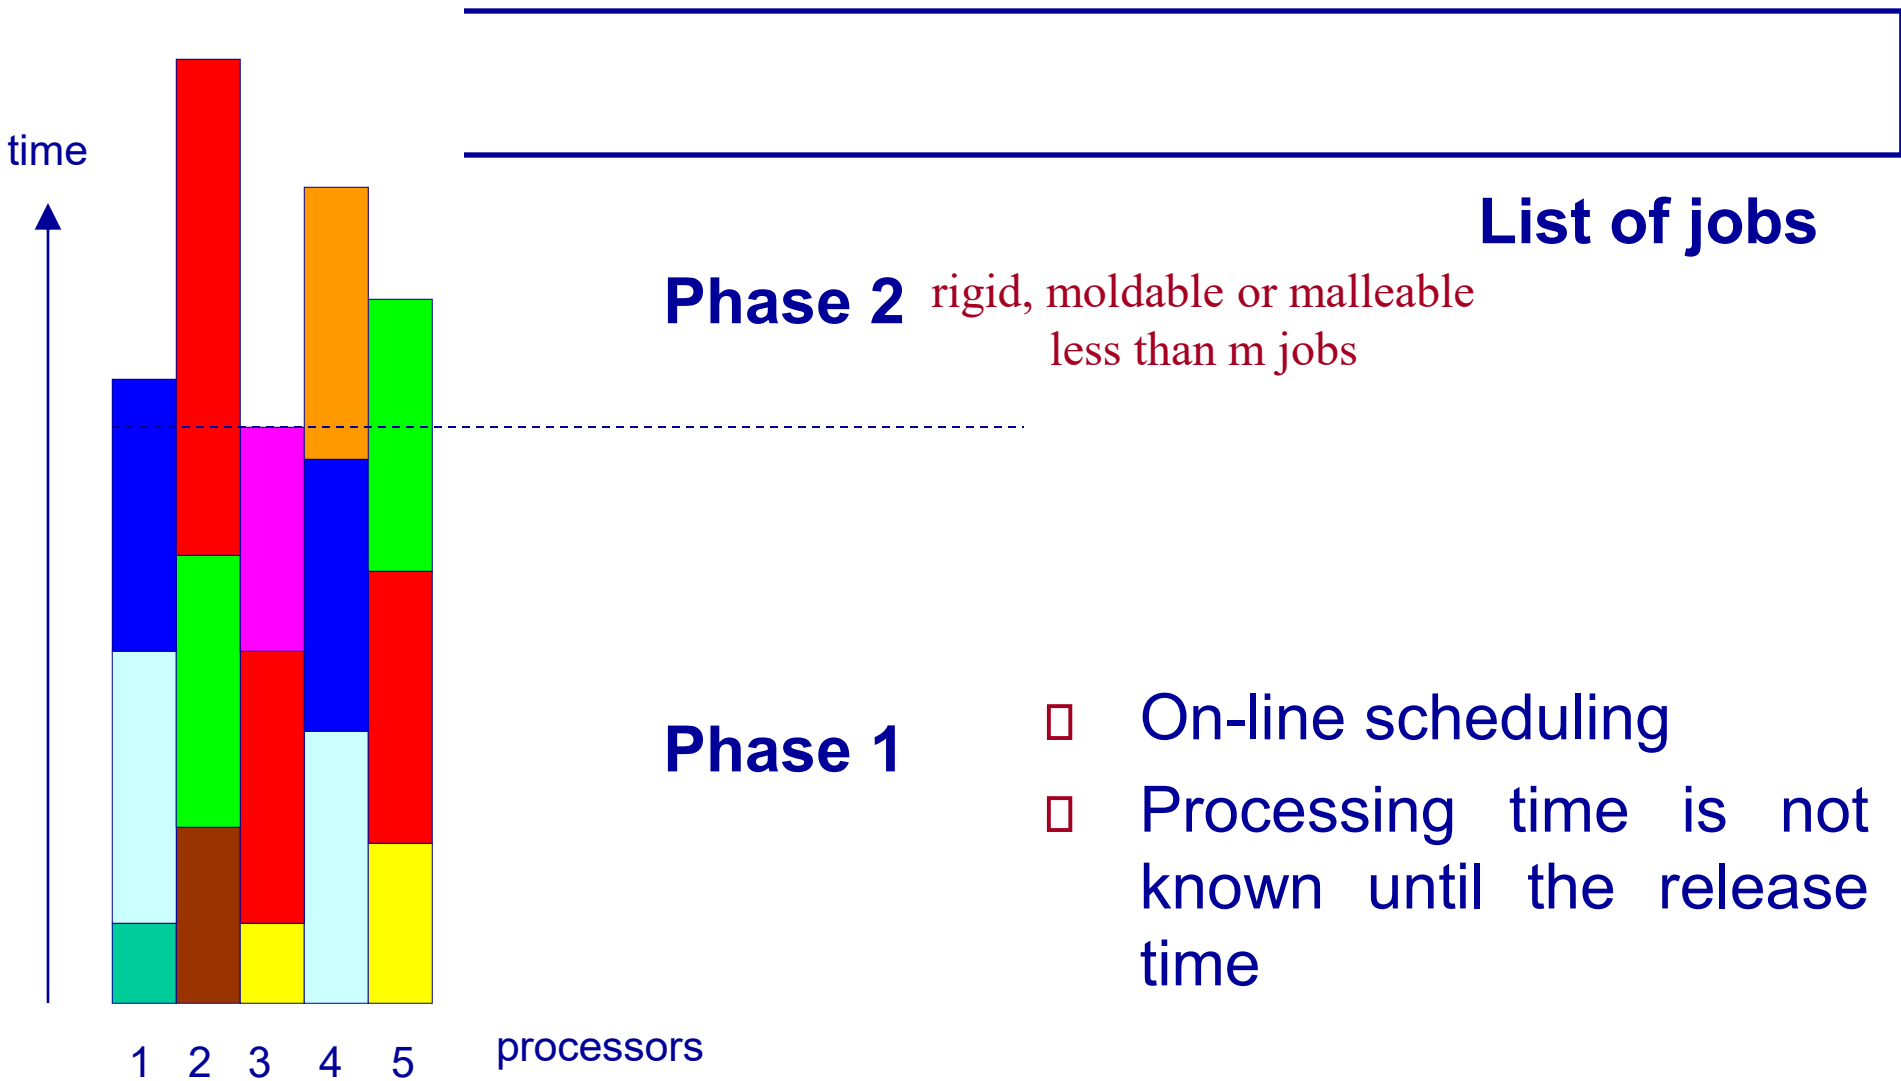 time
List of jobs
Phase 2 rigid, moldable or malleable
less than m jobs
Phase 1
On-line scheduling
Processing time is not
known until the release
time
processors
1 2 3 4 5